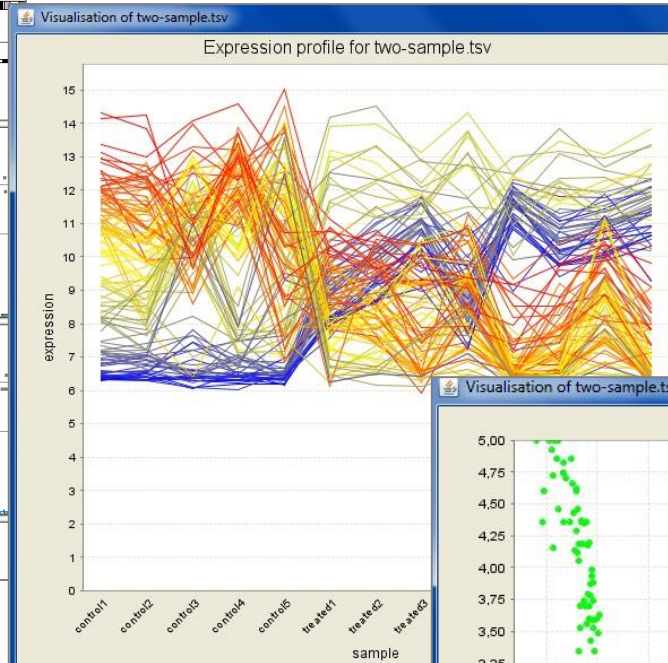 Visualisation of two-sample.tsv
Expression profile for two-sample.tsv
expression
15
14
13
12
11
10
9
8
7
6
5
4
3
2
1
0
control1
control2
control3
control4
control5
treated1
treated2
treated3
sample
Visualisation of two-sample.ts
5,00
4,75
4,50
4,25
4,00
3,75
3,50
3,25